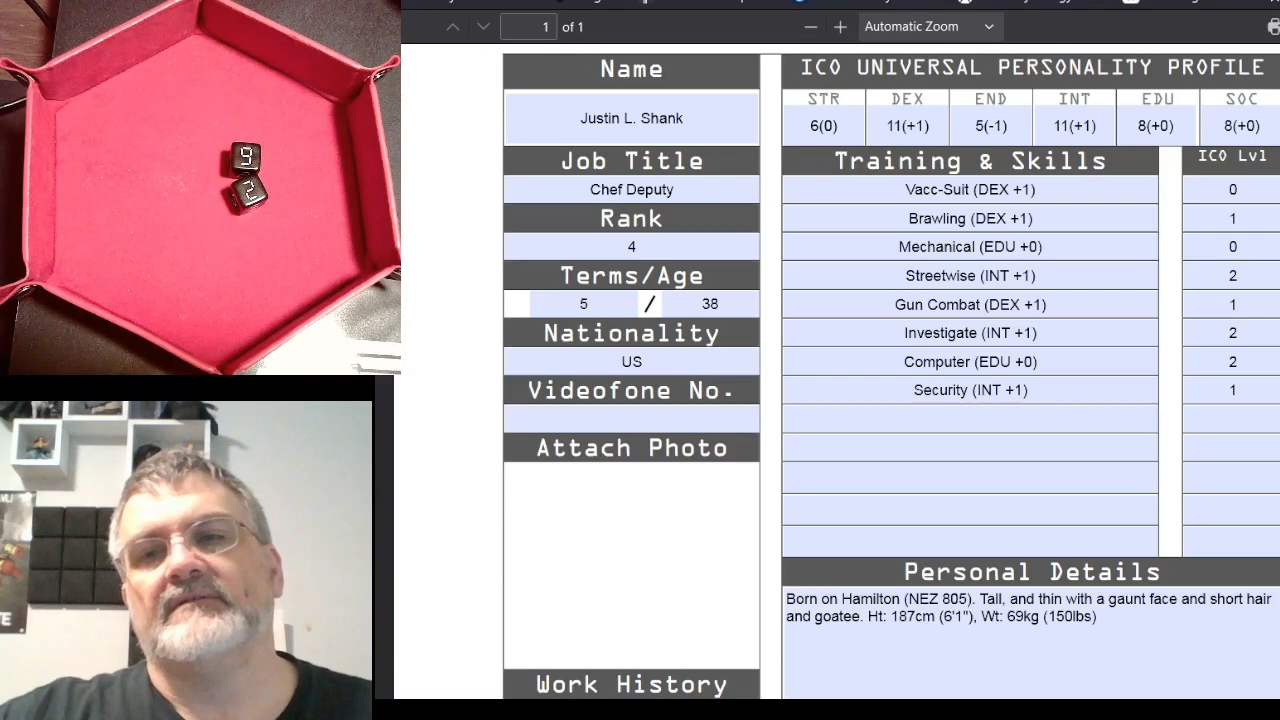 1 of 1
Automatic Zoom
Name
Justin L. Shank
Job Title
Chef Deputy
Rank
4
Terms/Age
5 / 38
Nationality
US
Videofone No.
Attach Photo
Work History
ICO UNIVERSAL PERSONALITY PROFILE
STR DEX END INT EDU SOC
6(0) 11(+1) 5(-1) 11(+1) 8(+0) 8(+0)
Training & Skills ICO Lvl
Vacc-Suit (DEX +1) 0
Brawling (DEX +1) 1
Mechanical (EDU +0) 0
Streetwise (INT +1) 2
Gun Combat (DEX +1) 1
Investigate (INT +1) 2
Computer (EDU +0) 2
Security (INT +1) 1
Personal Details
Born on Hamilton (NEZ 805). Tall, and thin with a gaunt face and short hair
and goatee. Ht: 187cm (6'1"), Wt: 69kg (150lbs)